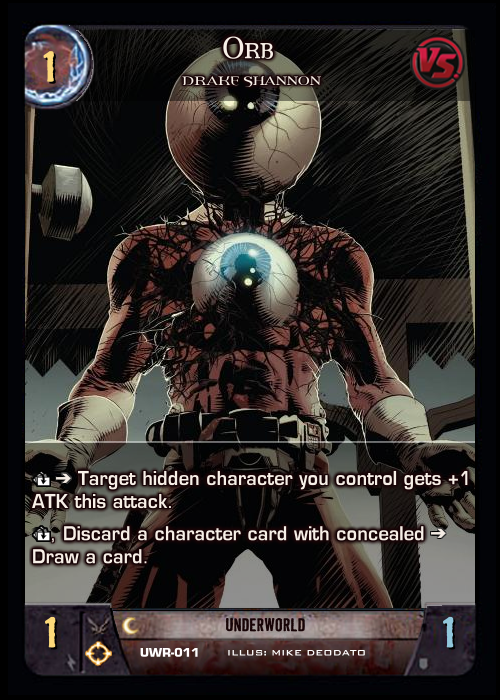 1
ORB
DRAKE SHANNON
VS.
➔ Target hidden character you control gets +1
ATK this attack.
, Discard a character card with concealed ➔
Draw a card.
1
UNDERWORLD
1
UWR-011 ILLUS: MIKE DEODATO